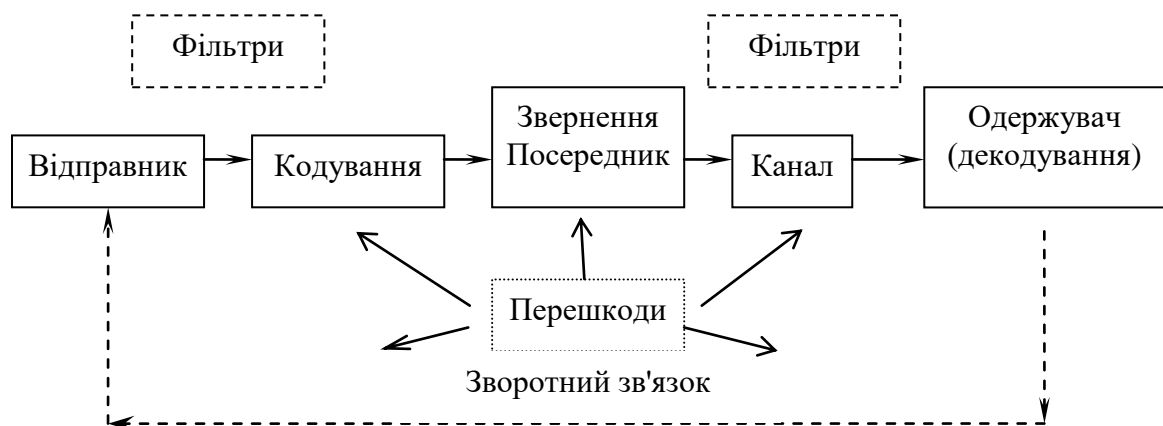 Фільтри
Фільтри
Відправник
Кодування
Звернення
Посередник
Канал
Одержувач
(декодування)
Перешкоди
Зворотний зв'язок